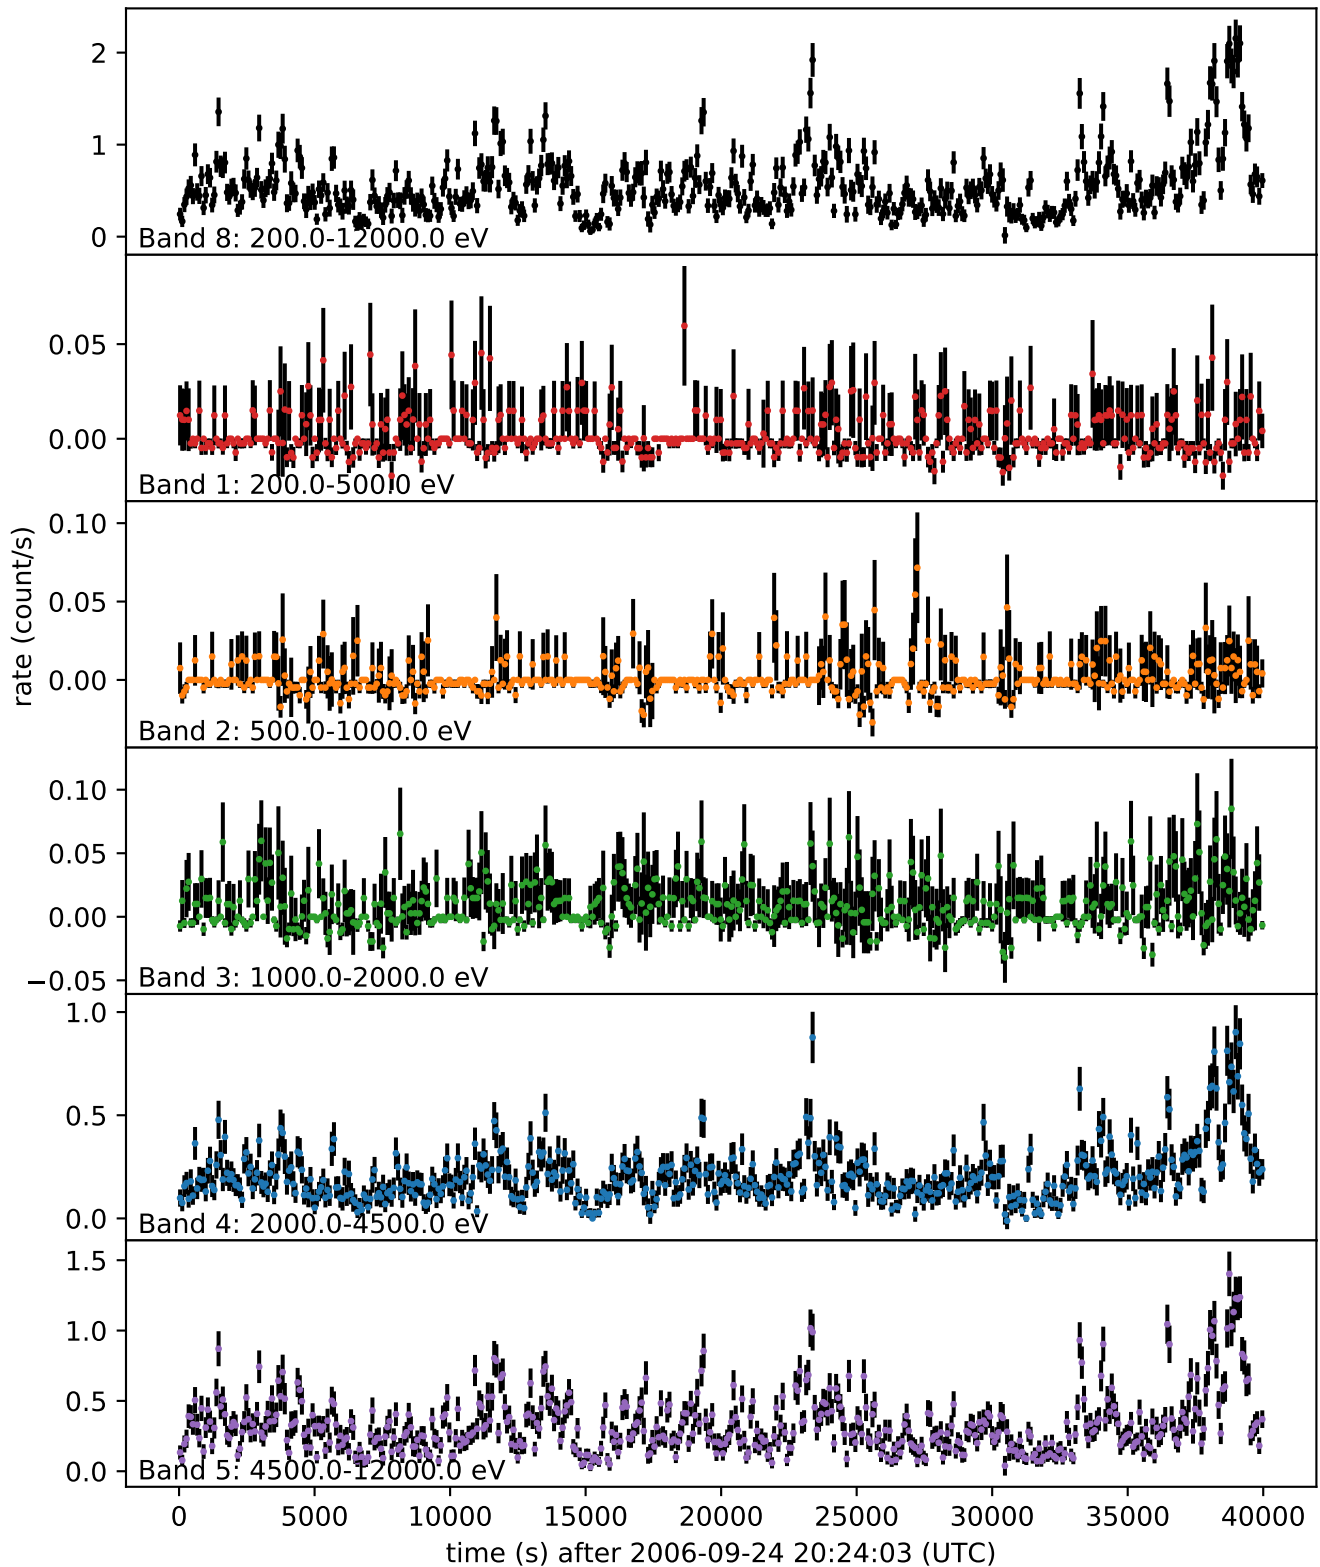 2
1
0
Band 8: 200.0-12000.0 eV
0.05
0.00
Band 1: 200.0-500.0 eV
0.10
0.05
0.00
Band 2: 500.0-1000.0 eV
rate (count/s)
0.10
0.05
0.00
−0.05
Band 3: 1000.0-2000.0 eV
1.0
0.5
0.0
Band 4: 2000.0-4500.0 eV
1.5
1.0
0.5
0.0
Band 5: 4500.0-12000.0 eV
0 5000 10000 15000 20000 25000 30000 35000 40000
time (s) after 2006-09-24 20:24:03 (UTC)